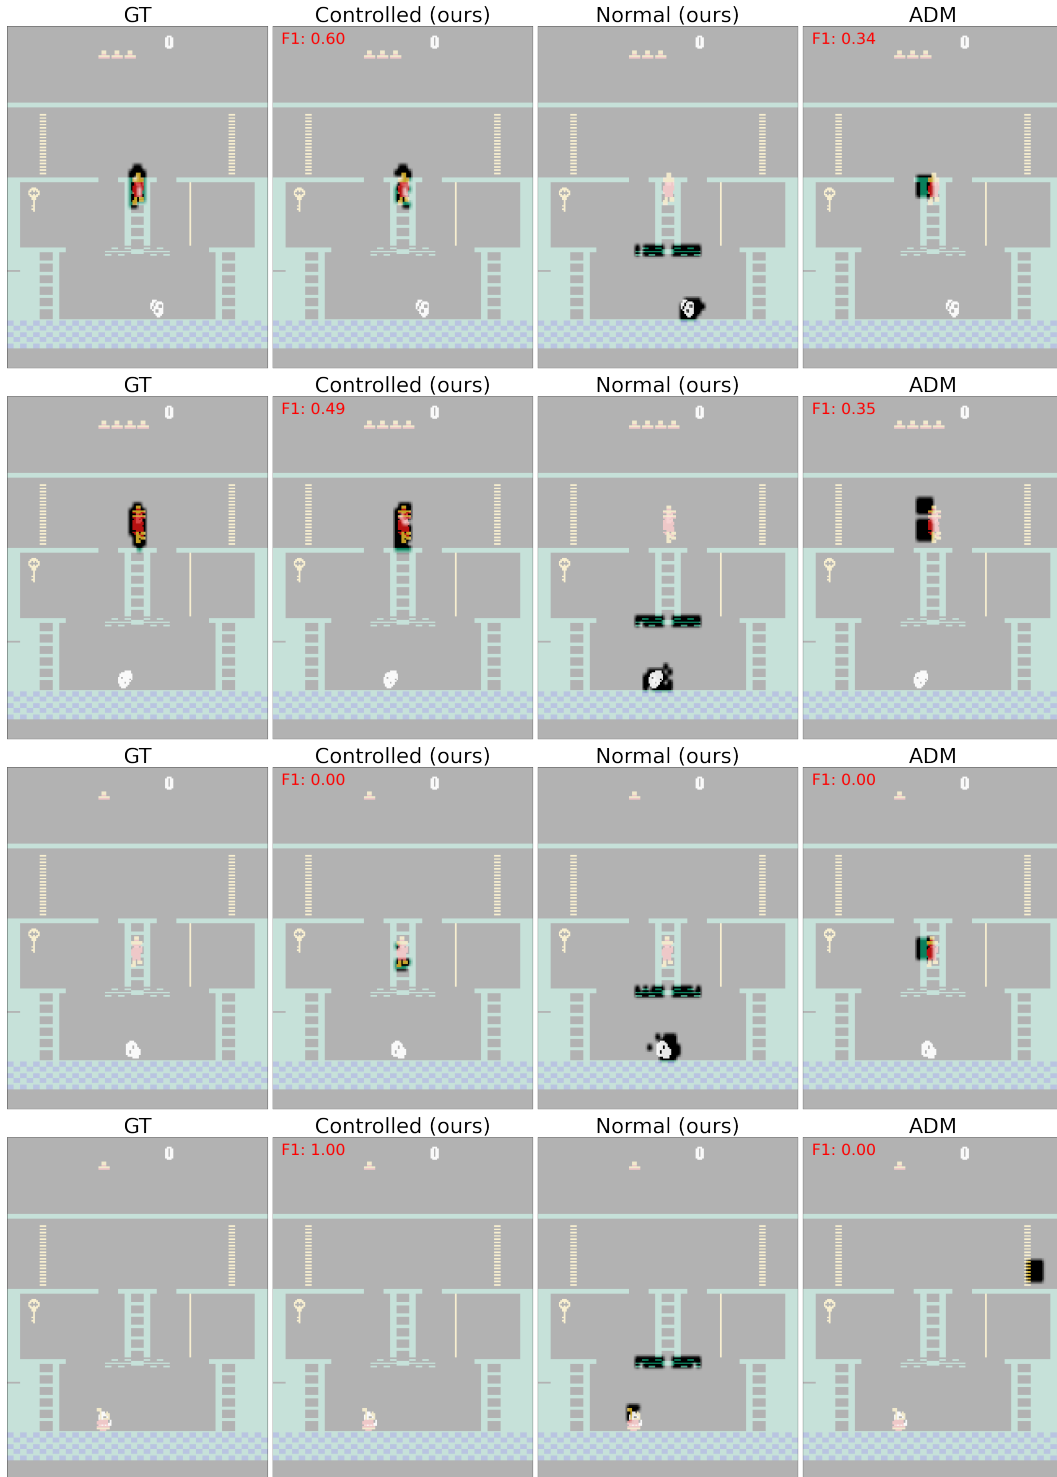 GT Controlled (ours) Normal (ours) ADM
0 F1: 0.60 0 0 F1: 0.34 0
GT Controlled (ours) Normal (ours) ADM
0 F1: 0.49 0 0 F1: 0.35 0
GT Controlled (ours) Normal (ours) ADM
0 F1: 0.00 0 0 F1: 0.00 0
GT Controlled (ours) Normal (ours) ADM
0 F1: 1.00 0 0 F1: 0.00 0